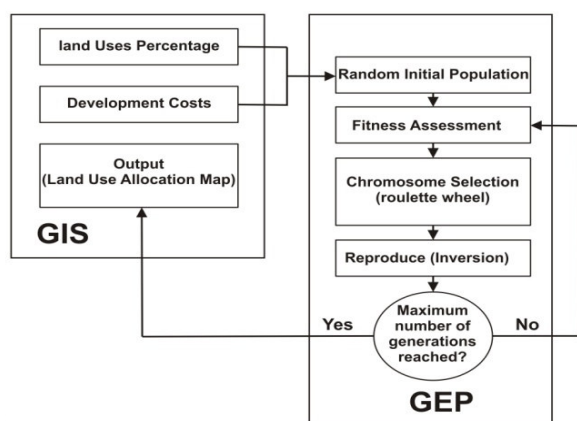 land Uses Percentage
Development Costs
Output
(Land Use Allocation Map)
GIS
Random Initial Population
Fitness Assessment
Chromosome Selection
(roulette wheel)
Reproduce (Inversion)
Maximum
number of
generations
reached?
Yes
No
GEP